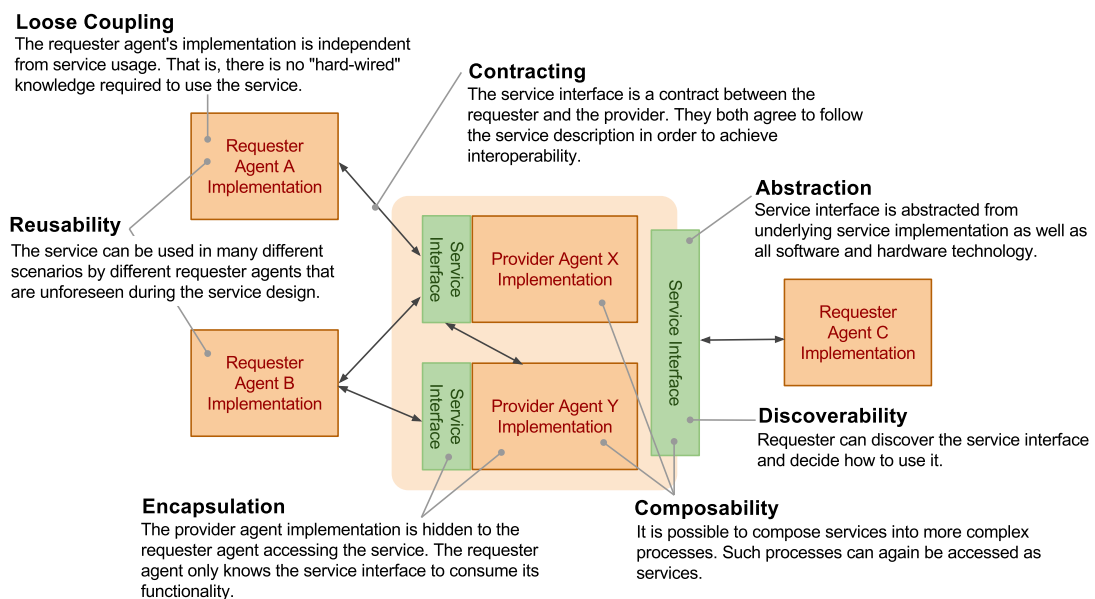 Loose Coupling
The requester agent's implementation is independent
from service usage. That is, there is no "hard-wired"
knowledge required to use the service.
Contracting
The service interface is a contract between the
requester and the provider. They both agree to follow
the service description in order to achieve
interoperability.
Requester
Agent A
Implementation
Abstraction
Service interface is abstracted from
underlying service implementation as well as
all software and hardware technology.
Reusability
The service can be used in many different
scenarios by different requester agents that
are unforeseen during the service design.
Service
Interface
Provider Agent X
Implementation
Service Interface
Requester
Agent C
Implementation
Requester
Agent B
Implementation
Service
Interface
Provider Agent Y
Implementation
Discoverability
Requester can discover the service interface
and decide how to use it.
Encapsulation
The provider agent implementation is hidden to the
requester agent accessing the service. The requester
agent only knows the service interface to consume its
functionality.
Composability
It is possible to compose services into more complex
processes. Such processes can again be accessed as
services.